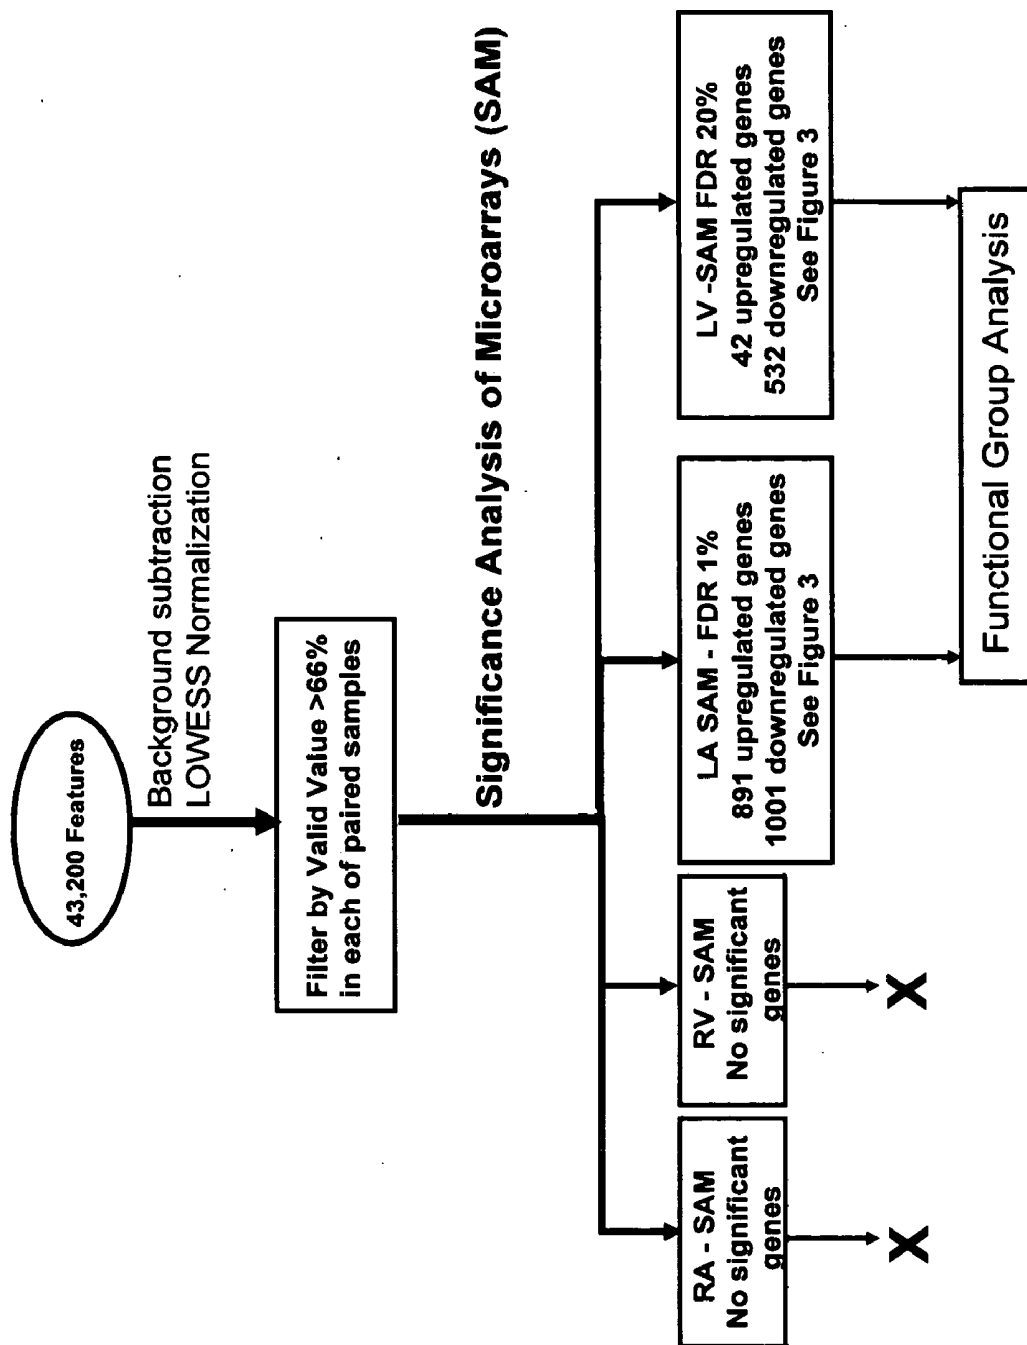 43,200 Features
Background subtraction
LOWESS Normalization
Filter by Valid Value >66%
in each of paired samples
Significance Analysis of Microarrays (SAM)
RA - SAM
No significant
genes
X
RV - SAM
No significant
genes
X
LA SAM - FDR 1%
891 upregulated genes
1001 downregulated genes
See Figure 3
LV -SAM FDR 20%
42 upregulated genes
532 downregulated genes
See Figure 3
Functional Group Analysis